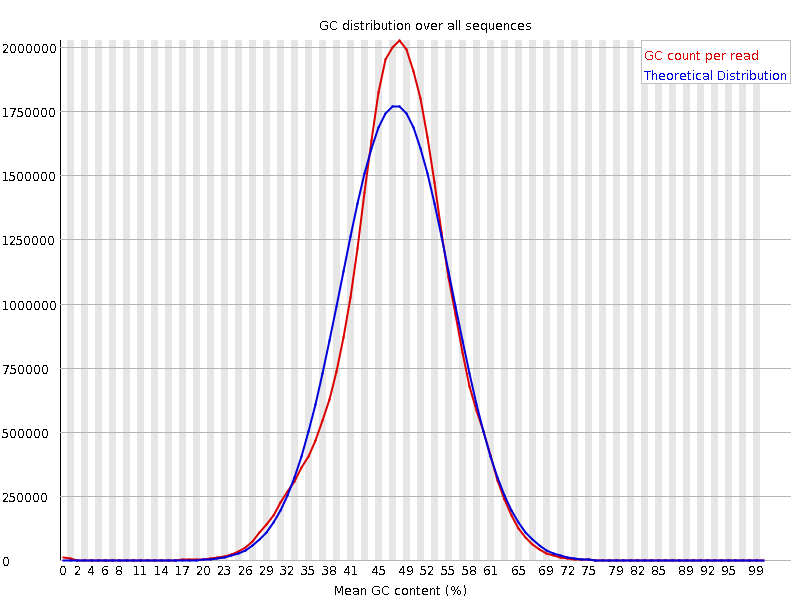 GC distribution over all sequences
GC count per read
Theoretical Distribution
2000000
1750000
1500000
1250000
1000000
750000
500000
250000
0
0 2 4 6 8 11 14 17 20 23 26 29 32 35 38 41 45 49 52 55 58 61 65 69 72 75 79 82 85 89 92 95 99
Mean GC content (%)